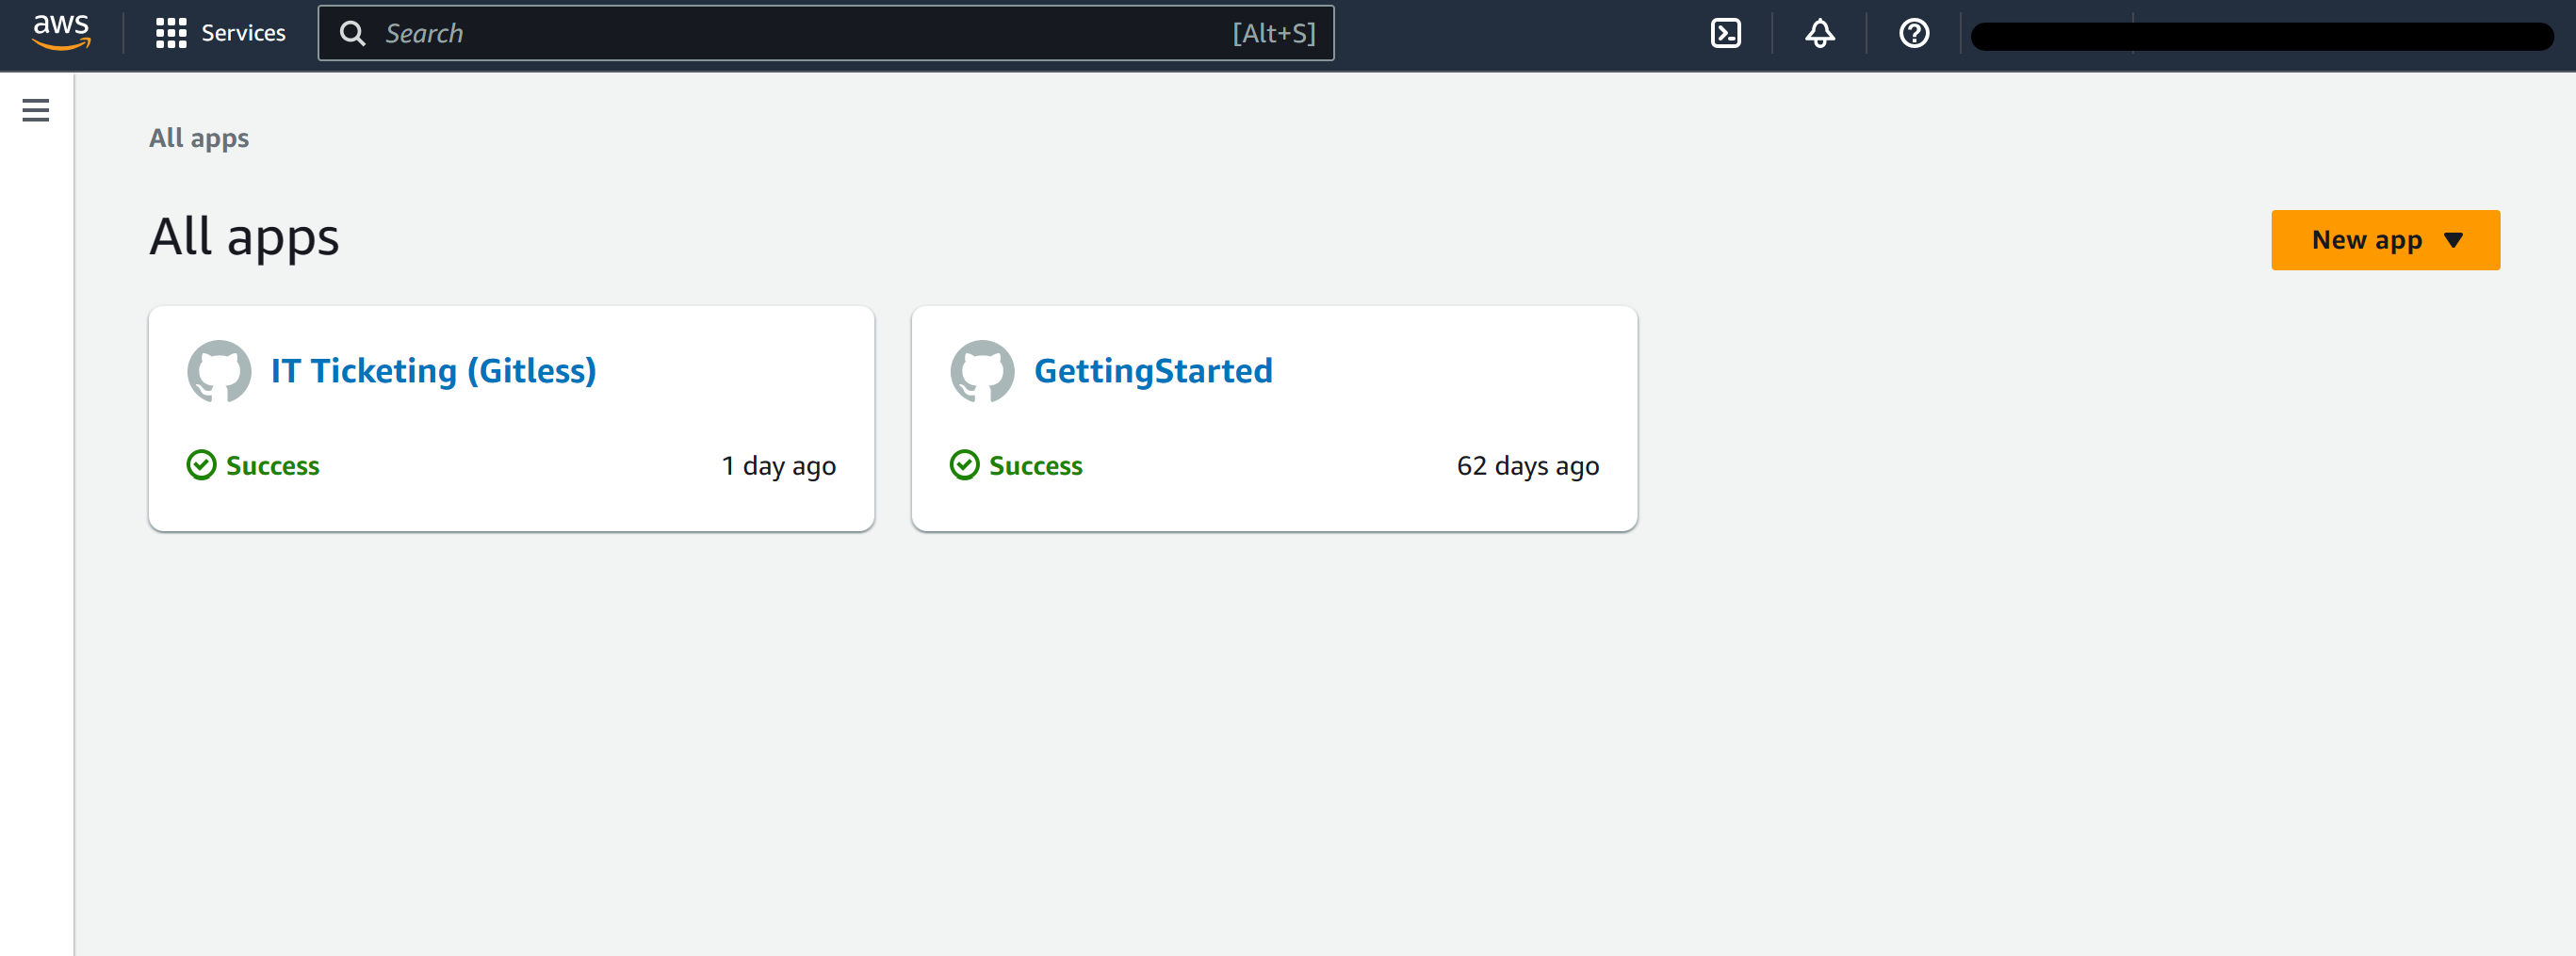 aws
Services
Search
[Alt+S]
All apps
All apps
New app
IT Ticketing (Gitless)
Success
1 day ago
GettingStarted
Success
62 days ago